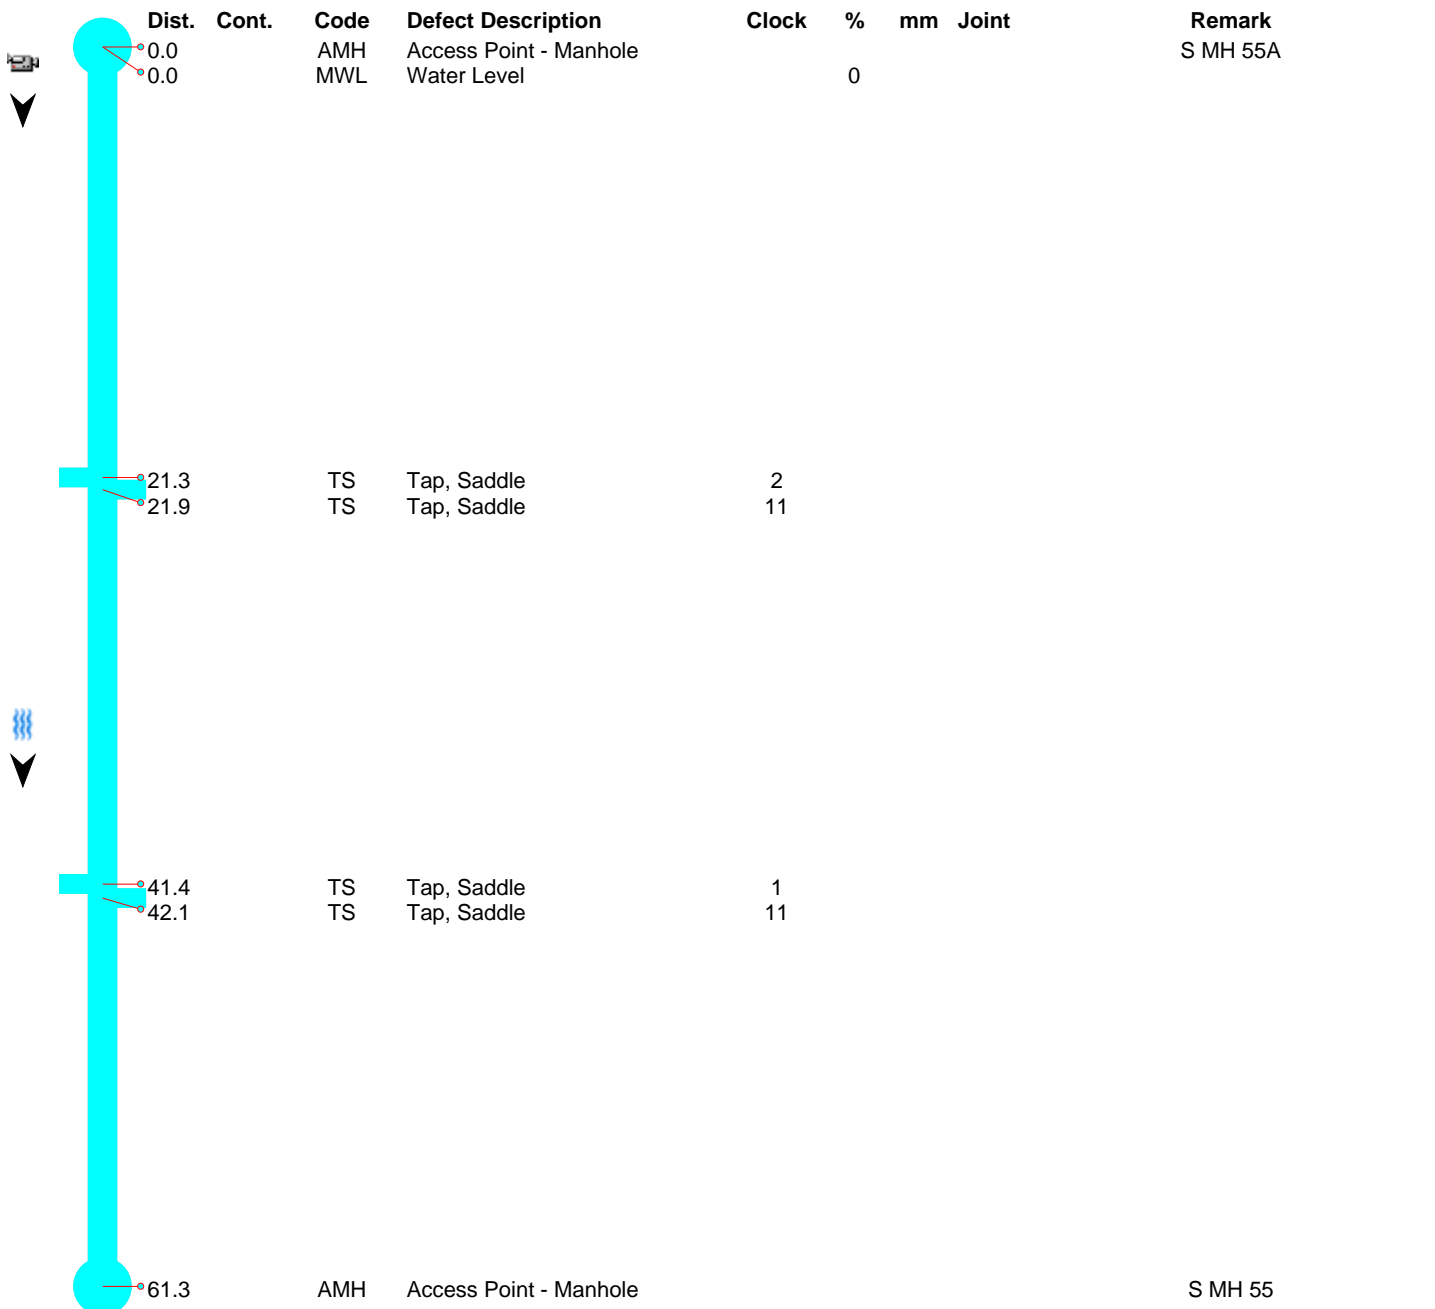 Dist. Cont. Code Defect Description Clock % mm Joint Remark
0.0 AMH Access Point - Manhole S MH 55A
0.0 MWL Water Level 0
21.3 TS Tap, Saddle 2
21.9 TS Tap, Saddle 11
41.4 TS Tap, Saddle 1
42.1 TS Tap, Saddle 11
61.3 AMH Access Point - Manhole S MH 55